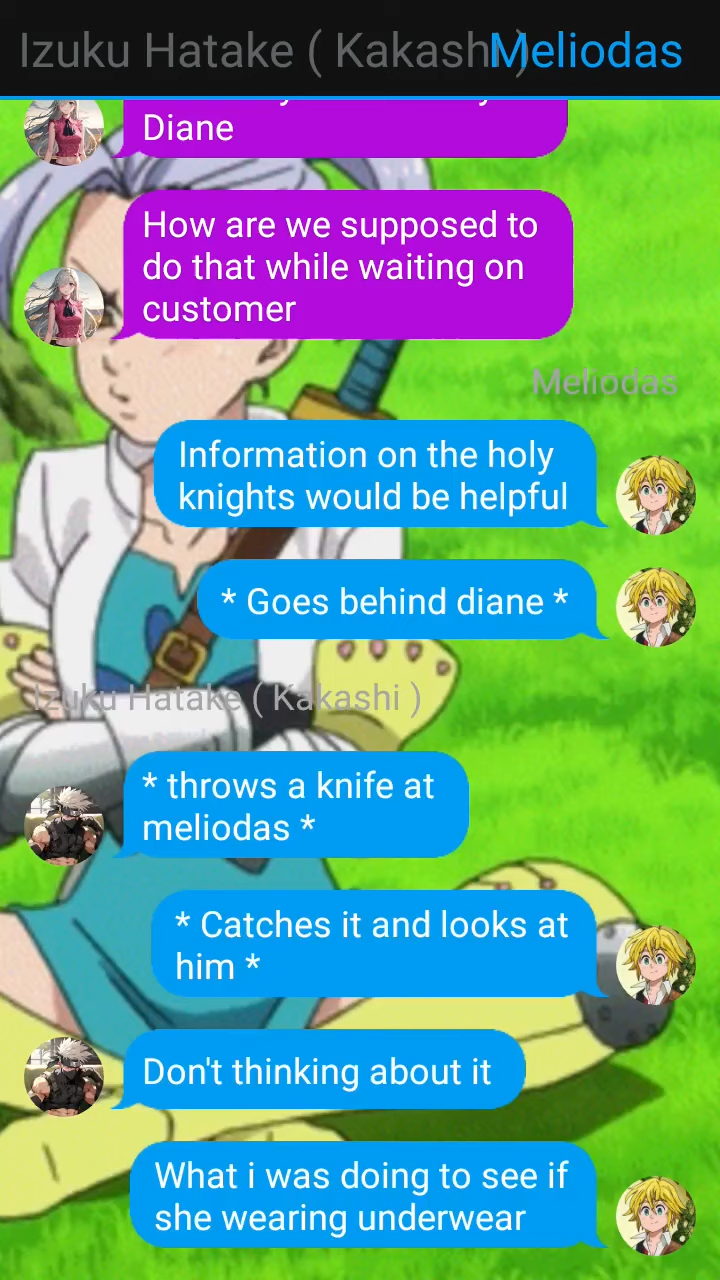 Izuku Hatake ( Kakashi )
Meliodas
Diane
How are we supposed to
do that while waiting on
customer
Meliodas
Information on the holy
knights would be helpful
* Goes behind diane *
Izuku Hatake ( Kakashi )
* throws a knife at
meliodas *
* Catches it and looks at
him *
Don't thinking about it
What i was doing to see if
she wearing underwear